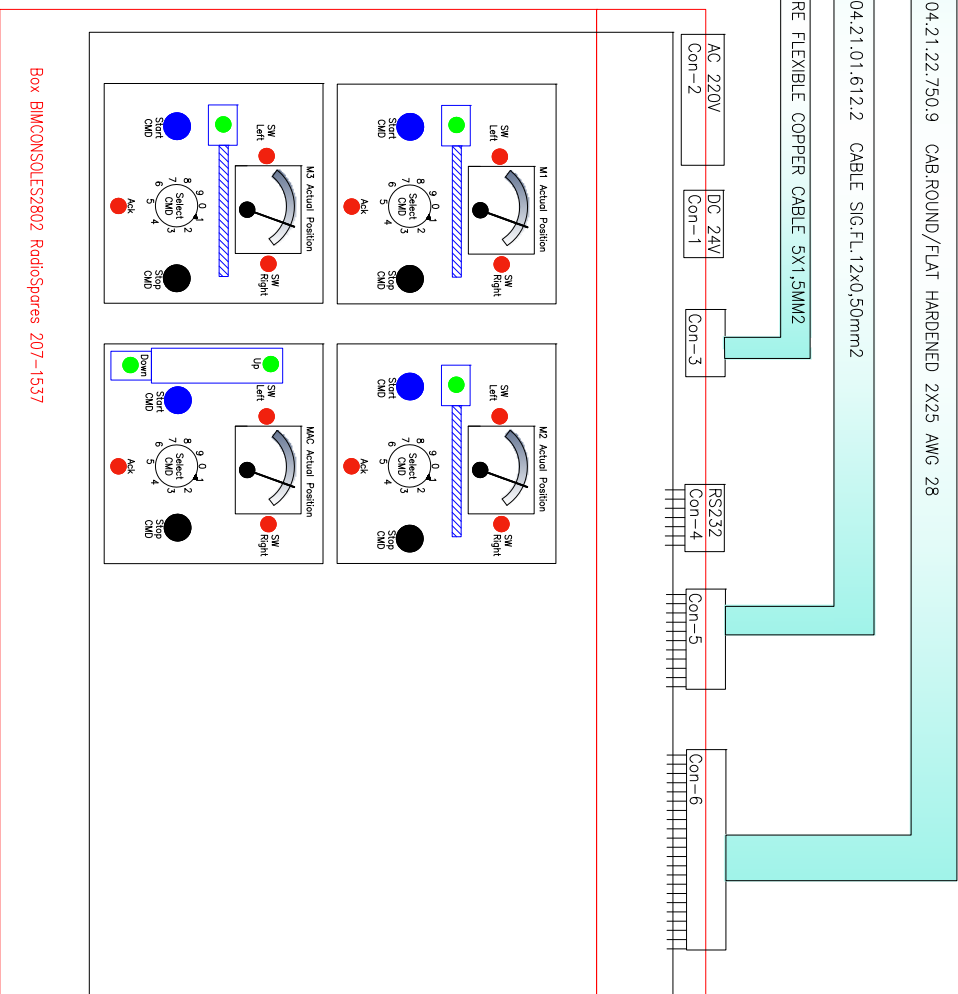 04.21.22.750.9 CAB.ROUND/FLAT HARDENED 2X25 AWG 28
04.21.01.612.2 CABLE SIG.FL.12x0,50mm2
RE FLEXIBLE COPPER CABLE 5X1,5MM2
AC 220V
Con-2
DC 24V
Con-1
Con-3
RS232
Con-4
Con-5
Con-6
M1 Actual Position
SW
Left
SW
Right
Start
CMD
Select
CMD
0
1
2
3
4
5
6
7
8
9
Stop
CMD
Ack
M2 Actual Position
SW
Left
SW
Right
Start
CMD
Select
CMD
0
1
2
3
4
5
6
7
8
9
Stop
CMD
Ack
M3 Actual Position
SW
Left
SW
Right
Start
CMD
Select
CMD
0
1
2
3
4
5
6
7
8
9
Stop
CMD
Ack
MAC Actual Position
Up
Down
SW
Left
SW
Right
Start
CMD
Select
CMD
0
1
2
3
4
5
6
7
8
9
Stop
CMD
Ack
Box BIMCONSOLES2802 RadioSpares 207-1537